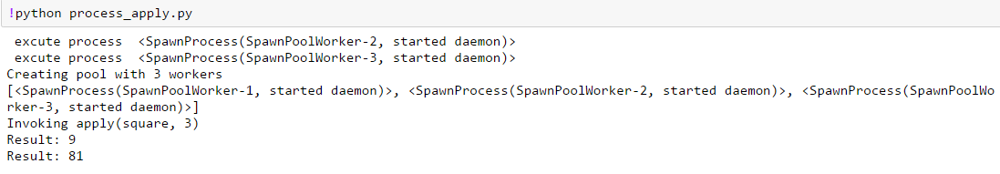 !python process_apply.py
excute process  <SpawnProcess(SpawnPoolWorker-2, started daemon)>
excute process  <SpawnProcess(SpawnPoolWorker-3, started daemon)>
Creating pool with 3 workers
[<SpawnProcess(SpawnPoolWorker-1, started daemon)>, <SpawnProcess(SpawnPoolWorker-2, started daemon)>, <SpawnProcess(SpawnPoolWo
rker-3, started daemon)>]
Invoking apply(square, 3)
Result: 9
Result: 81